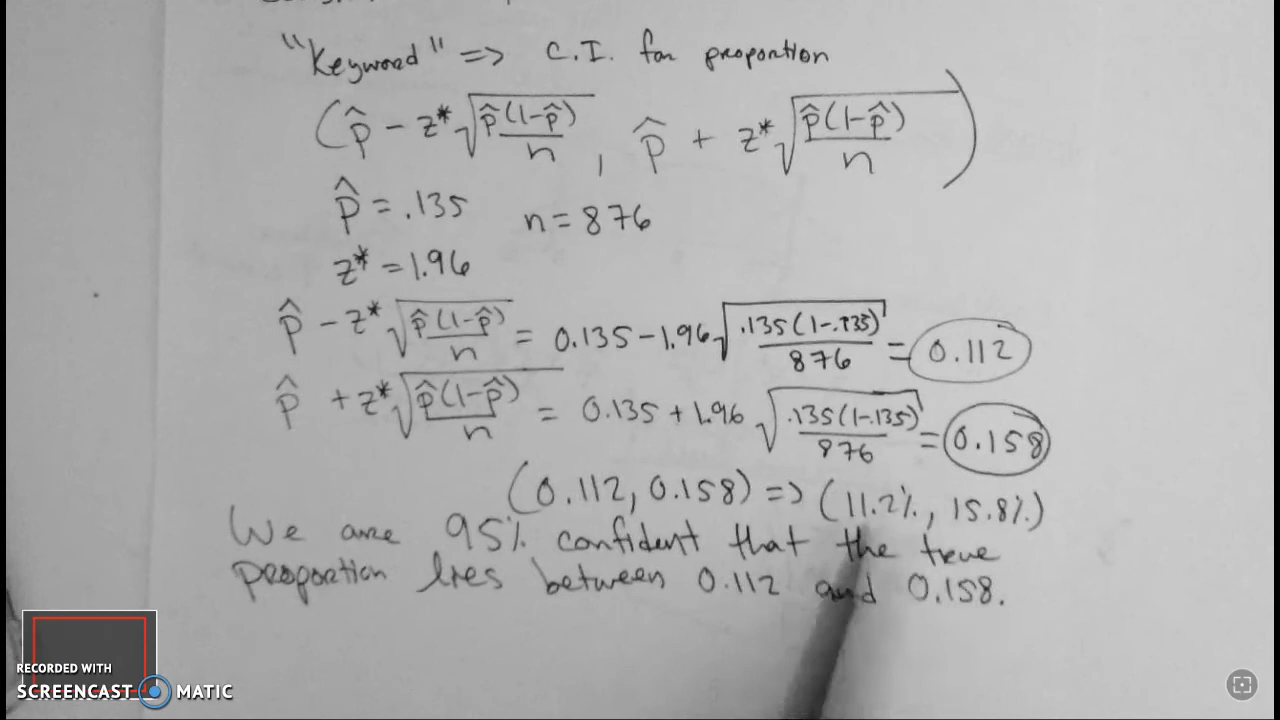 "Keyword" => C.I. for proportion
(p̂ - z*√(p̂(1-p̂)/n), p̂ + z*√(p̂(1-p̂)/n))
p̂ = .135 n = 876
z* = 1.96
p̂ - z*√(p̂(1-p̂)/n) = 0.135 - 1.96√(.135(1-.135)/876) = 0.112
p̂ + z*√(p̂(1-p̂)/n) = 0.135 + 1.96√(.135(1-.135)/876) = 0.158
(0.112, 0.158) => (11.2%, 15.8%)
We are 95% confident that the true
proportion lies between 0.112 and 0.158.
RECORDED WITH
SCREENCAST MATIC